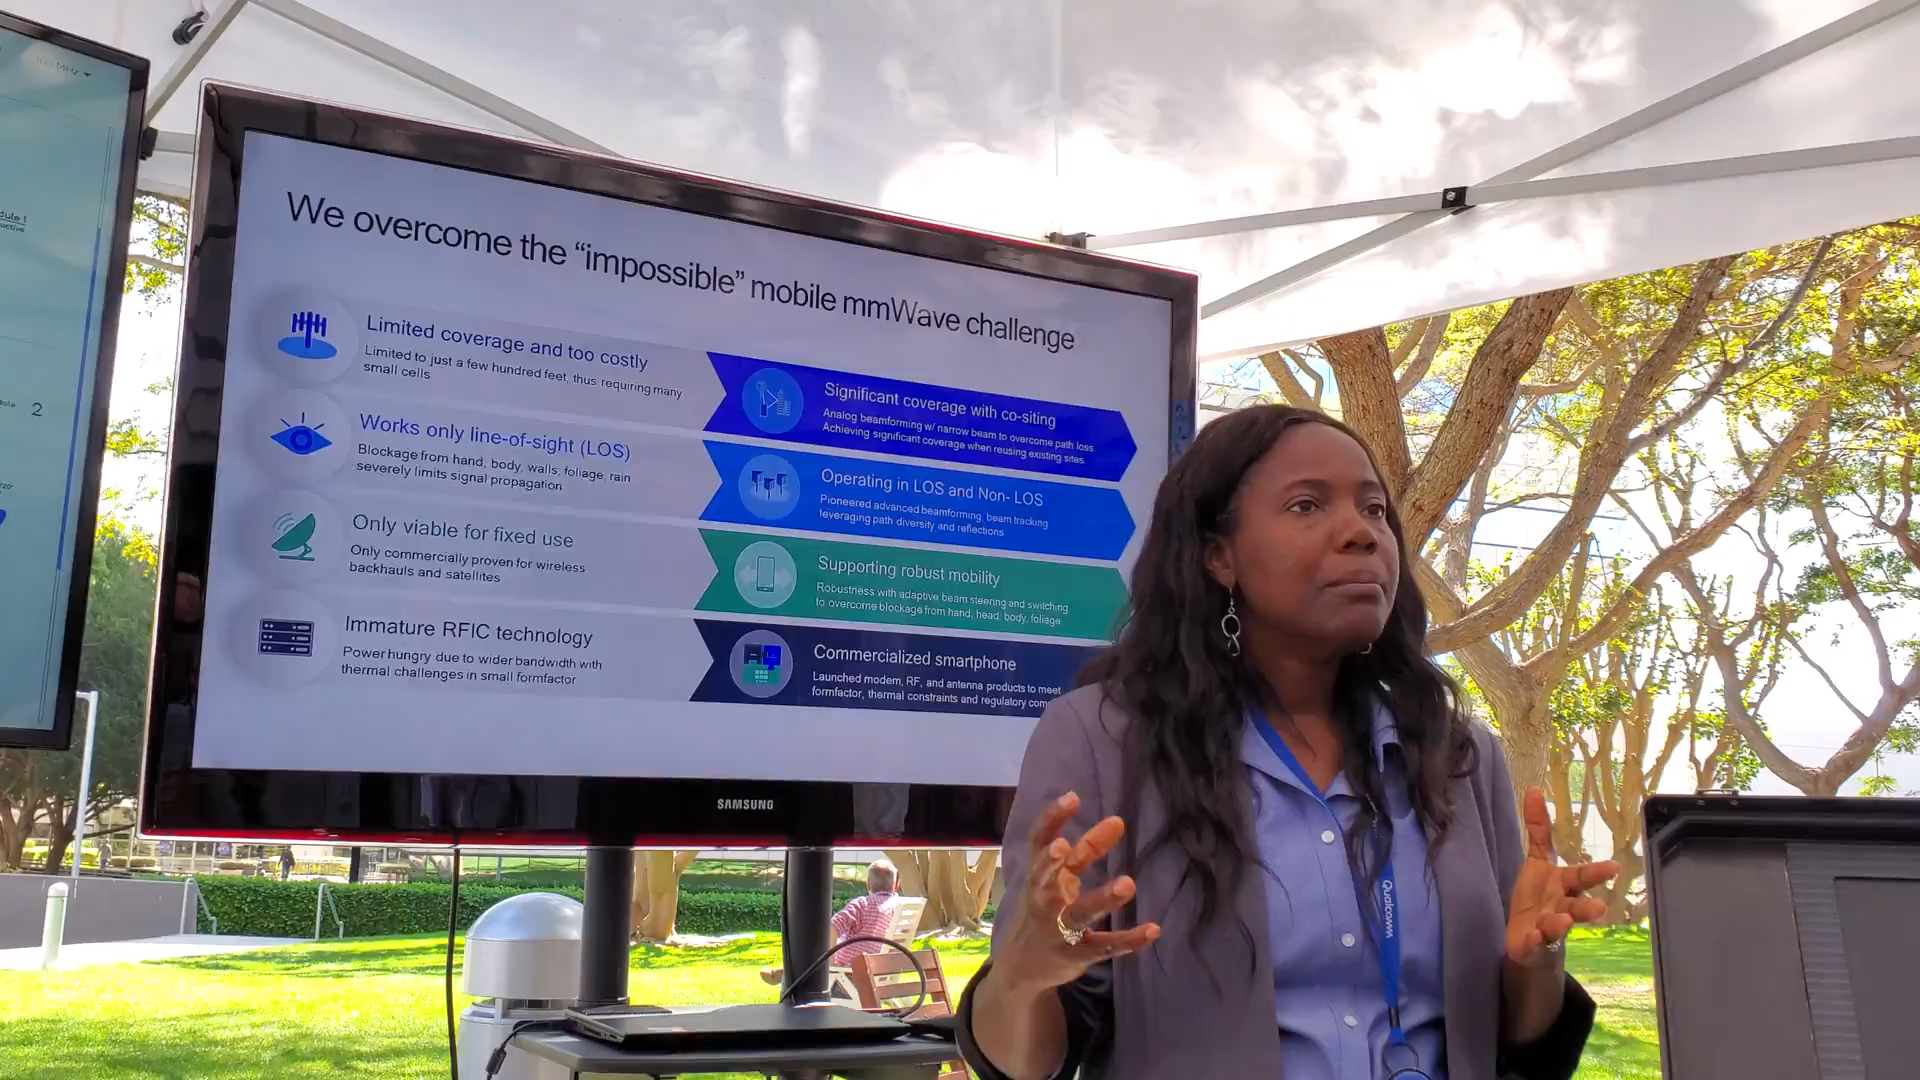 100 MHz
dule 1
active
2
We overcome the “impossible” mobile mmWave challenge
Limited coverage and too costly
Limited to just a few hundred feet, thus requiring many
small cells
Works only line-of-sight (LOS)
Blockage from hand, body, walls, foliage, rain
severely limits signal propagation
Only viable for fixed use
Only commercially proven for wireless
backhauls and satellites
Immature RFIC technology
Power hungry due to wider bandwidth with
thermal challenges in small formfactor
Significant coverage with co-siting
Analog beamforming w/ narrow beam to overcome path loss
Achieving significant coverage when reusing existing sites.
Operating in LOS and Non- LOS
Pioneered advanced beamforming, beam tracking
leveraging path diversity and reflections
Supporting robust mobility
Robustness with adaptive beam steering and switching
to overcome blockage from hand, head, body, foliage
Commercialized smartphone
Launched modem, RF, and antenna products to meet
formfactor, thermal constraints and regulatory com
SAMSUNG
Qualcomm